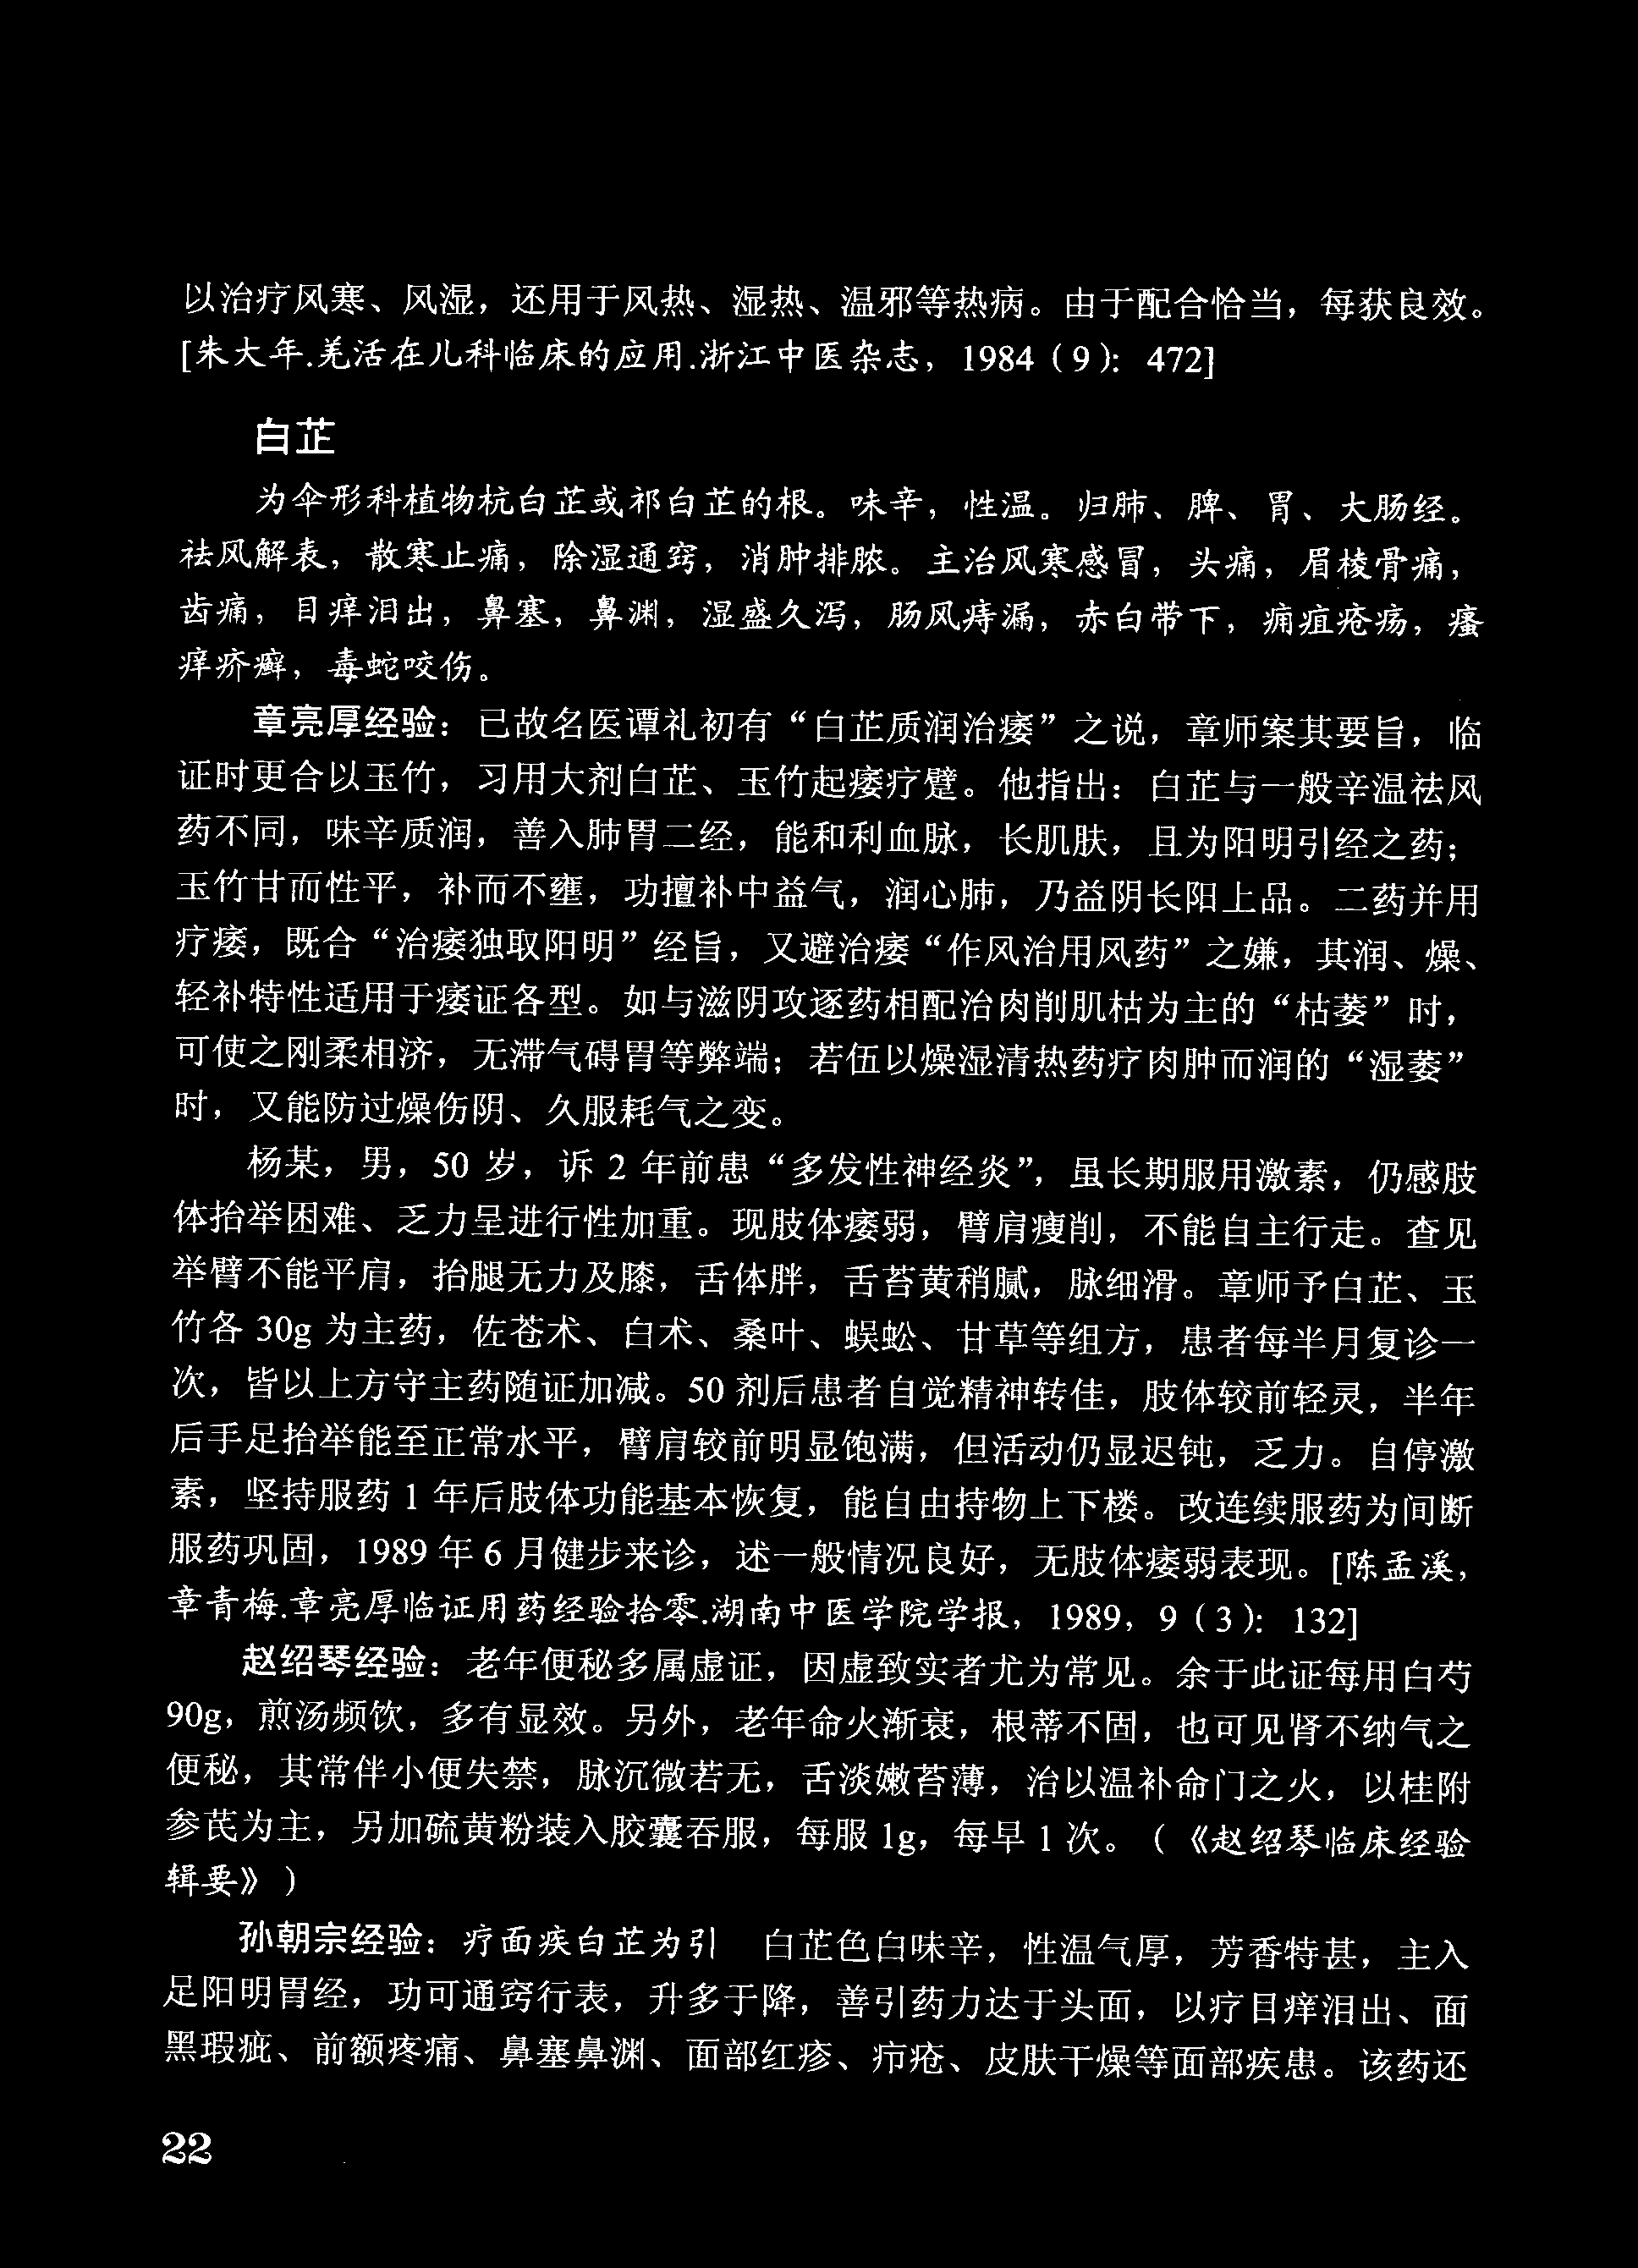 以治疗风寒、风湿，还用于风热、湿热、温邪等热病。由于配合恰当，每获良效。
[朱大年.羌活在儿科临床的应用.浙江中医杂志，1984（9）：472]
白芷
为伞形科植物杭白芷或祁白芷的根。味辛，性温。归肺、脾、胃、大肠经。
祛风解表，散寒止痛，除湿通窍，消肿排脓。主治风寒感冒，头痛，眉棱骨痛，
齿痛，目痒泪出，鼻塞，鼻渊，湿盛久泻，肠风痔漏，赤白带下，痈疽疮疡，瘙
痒疥癣，毒蛇咬伤。
章亮厚经验：已故名医谭礼初有“白芷质润治痿”之说，章师案其要旨，临
证时更合以玉竹，习用大剂白芷、玉竹起痿疗躄。他指出：白芷与一般辛温祛风
药不同，味辛质润，善入肺胃二经，能和利血脉，长肌肤，且为阳明引经之药；
玉竹甘而性平，补而不壅，功擅补中益气，润心肺，乃益阴长阳上品。二药并用
疗痿，既合“治痿独取阳明”经旨，又避治痿“作风治用风药”之嫌，其润、燥、
轻补特性适用于痿证各型。如与滋阴攻逐药相配治肉削肌枯为主的“枯萎”时，
可使之刚柔相济，无滞气碍胃等弊端；若伍以燥湿清热药疗肉肿而润的“湿萎”
时，又能防过燥伤阴、久服耗气之变。
杨某，男，50 岁，诉 2 年前患“多发性神经炎”，虽长期服用激素，仍感肢
体抬举困难、乏力呈进行性加重。现肢体痿弱，臂肩瘦削，不能自主行走。查见
举臂不能平肩，抬腿无力及膝，舌体胖，舌苔黄稍腻，脉细滑。章师予白芷、玉
竹各 30g 为主药，佐苍术、白术、桑叶、蜈蚣、甘草等组方，患者每半月复诊一
次，皆以上方守主药随证加减。50 剂后患者自觉精神转佳，肢体较前轻灵，半年
后手足抬举能至正常水平，臂肩较前明显饱满，但活动仍显迟钝，乏力。自停激
素，坚持服药 1 年后肢体功能基本恢复，能自由持物上下楼。改连续服药为间断
服药巩固，1989 年 6 月健步来诊，述一般情况良好，无肢体痿弱表现。[陈孟溪，
章青梅.章亮厚临证用药经验拾零.湖南中医学院学报，1989，9（3）：132]
赵绍琴经验：老年便秘多属虚证，因虚致实者尤为常见。余于此证每用白芍
90g，煎汤频饮，多有显效。另外，老年命火渐衰，根蒂不固，也可见肾不纳气之
便秘，其常伴小便失禁，脉沉微若无，舌淡嫩苔薄，治以温补命门之火，以桂附
参芪为主，另加硫黄粉装入胶囊吞服，每服 1g，每早 1 次。（《赵绍琴临床经验
辑要》）
孙朝宗经验：疗面疾白芷为引　白芷色白味辛，性温气厚，芳香特甚，主入
足阳明胃经，功可通窍行表，升多于降，善引药力达于头面，以疗目痒泪出、面
黑瑕疵、前额疼痛、鼻塞鼻渊、面部红疹、疖疮、皮肤干燥等面部疾患。该药还
22